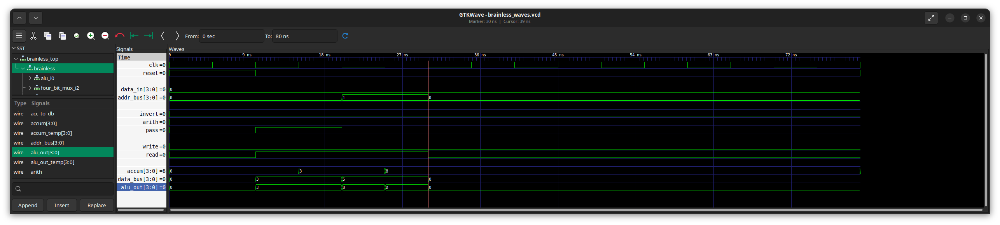 GTKWave - brainless_waves.vcd
Marker: 30 ns | Cursor: 39 ns
From: 0 sec To: 80 ns
SST
brainless_top
brainless
alu_i0
four_bit_mux_i2
Type Signals
wire acc_to_db
wire accum[3:0]
wire accum_temp[3:0]
wire addr_bus[3:0]
wire alu_out[3:0]
wire alu_out_temp[3:0]
wire arith
Append Insert Replace
Signals
Time
clk=0
reset=0
data_in[3:0]=0
addr_bus[3:0]=0
invert=0
arith=0
pass=0
write=0
read=0
accum[3:0]=8
data_bus[3:0]=0
alu_out[3:0]=0
Waves
0 9 ns 18 ns 27 ns 36 ns 45 ns 54 ns 63 ns 72 ns
0
0 1 0
0 3 8
0 3 5 0
0 3 8 D 0